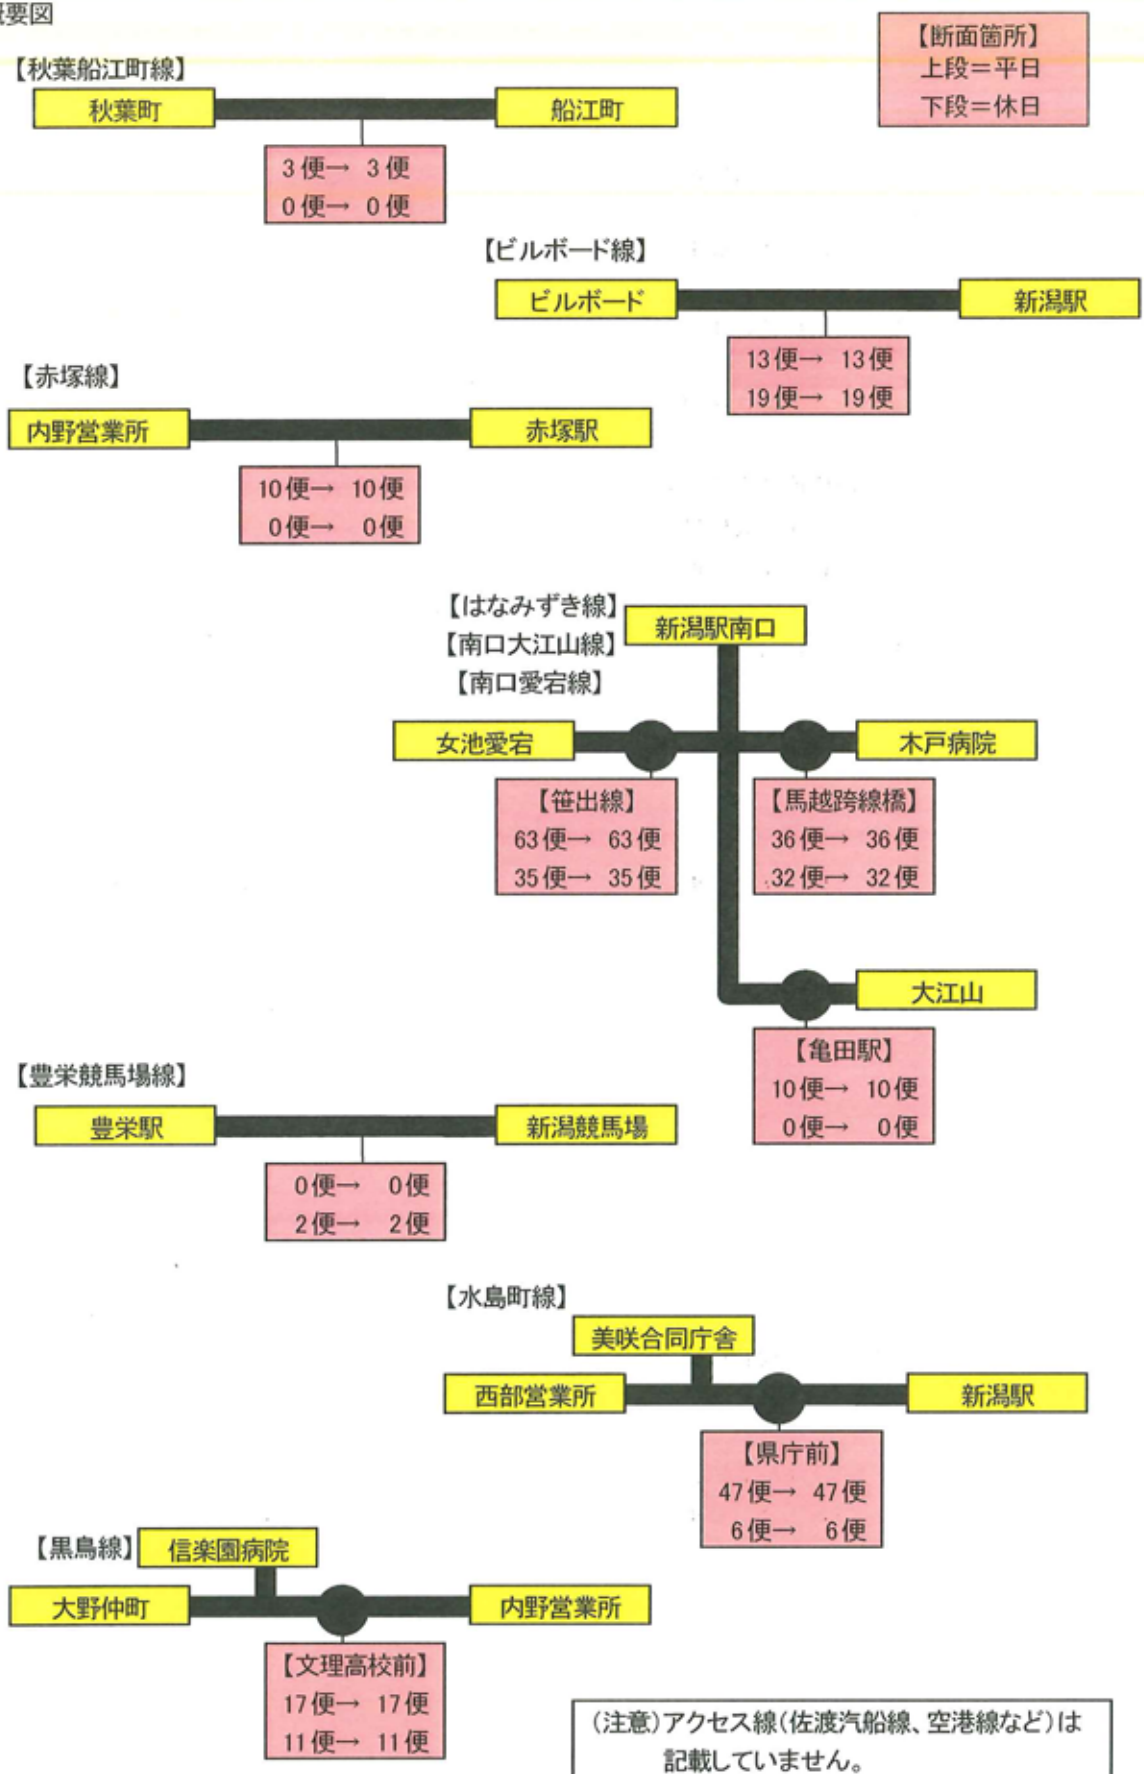 概要図
【断面箇所】
上段＝平日
下段＝休日
【秋葉船江町線】
秋葉町
船江町
3便→ 3便
0便→ 0便
【ビルボード線】
ビルボード
新潟駅
13便→ 13便
19便→ 19便
【赤塚線】
内野営業所
赤塚駅
10便→ 10便
0便→ 0便
【はなみずき線】
【南口大江山線】
【南口愛宕線】
新潟駅南口
女池愛宕
木戸病院
【笹出線】
63便→ 63便
35便→ 35便
【馬越跨線橋】
36便→ 36便
32便→ 32便
大江山
【亀田駅】
10便→ 10便
0便→ 0便
【豊栄競馬場線】
豊栄駅
新潟競馬場
0便→ 0便
2便→ 2便
【水島町線】
美咲合同庁舎
西部営業所
新潟駅
【県庁前】
47便→ 47便
6便→ 6便
【黒鳥線】
信楽園病院
大野仲町
内野営業所
【文理高校前】
17便→ 17便
11便→ 11便
（注意）アクセス線（佐渡汽船線、空港線など）は
記載していません。